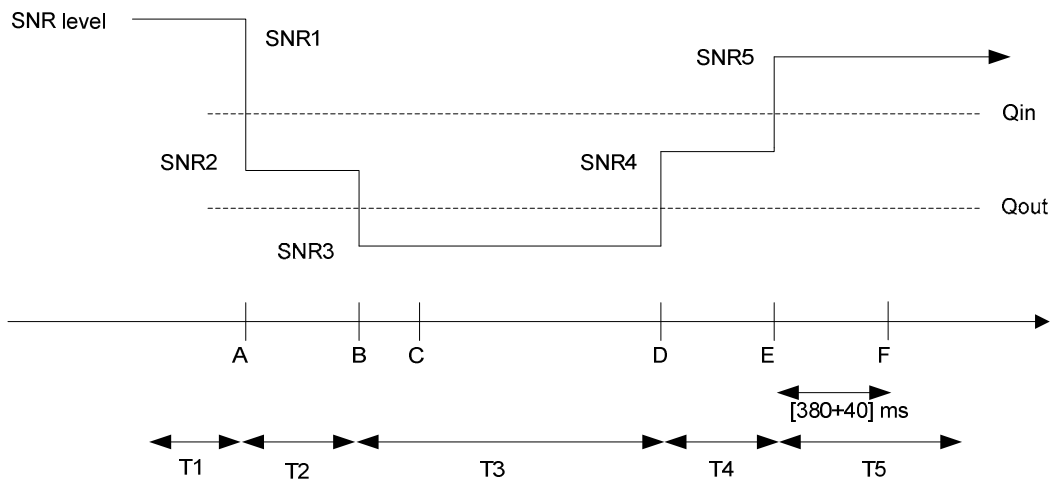 SNR level
SNR1
SNR5
Qin
SNR2
SNR4
Qout
SNR3
A
B
C
D
E
F
[380+40] ms
T1
T2
T3
T4
T5